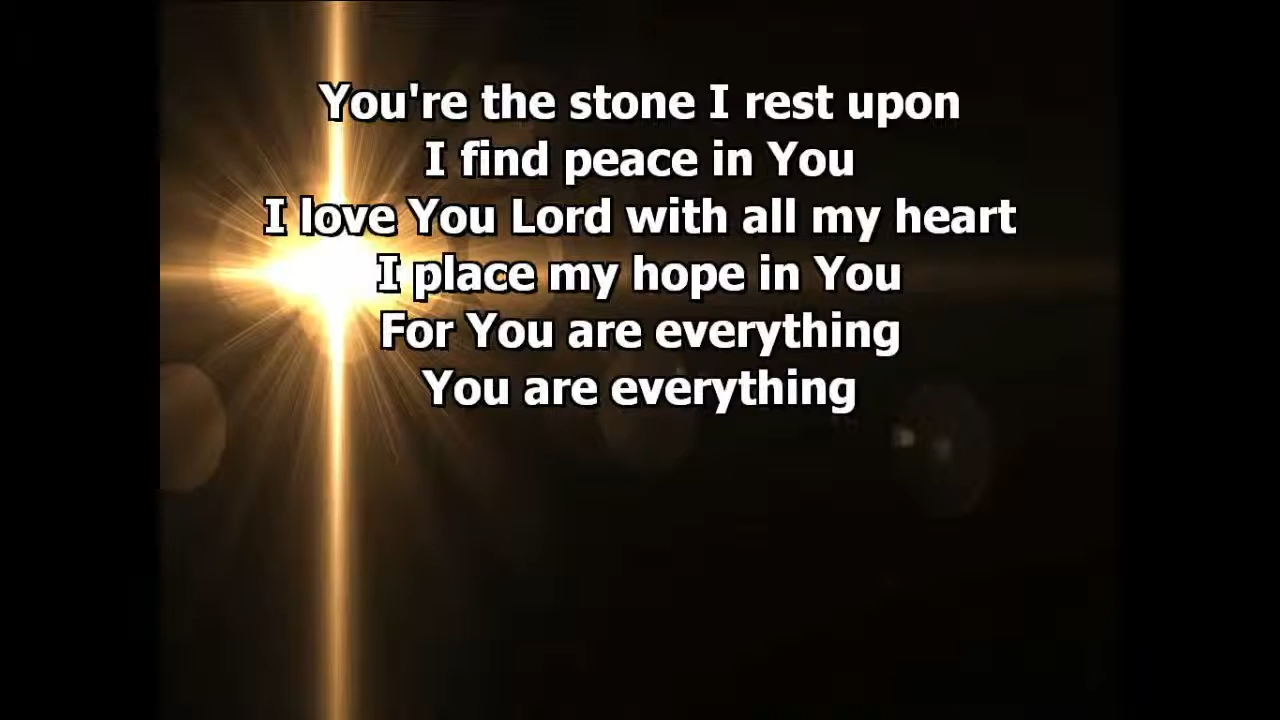 You're the stone I rest upon
I find peace in You
I love You Lord with all my heart
I place my hope in You
For You are everything
You are everything